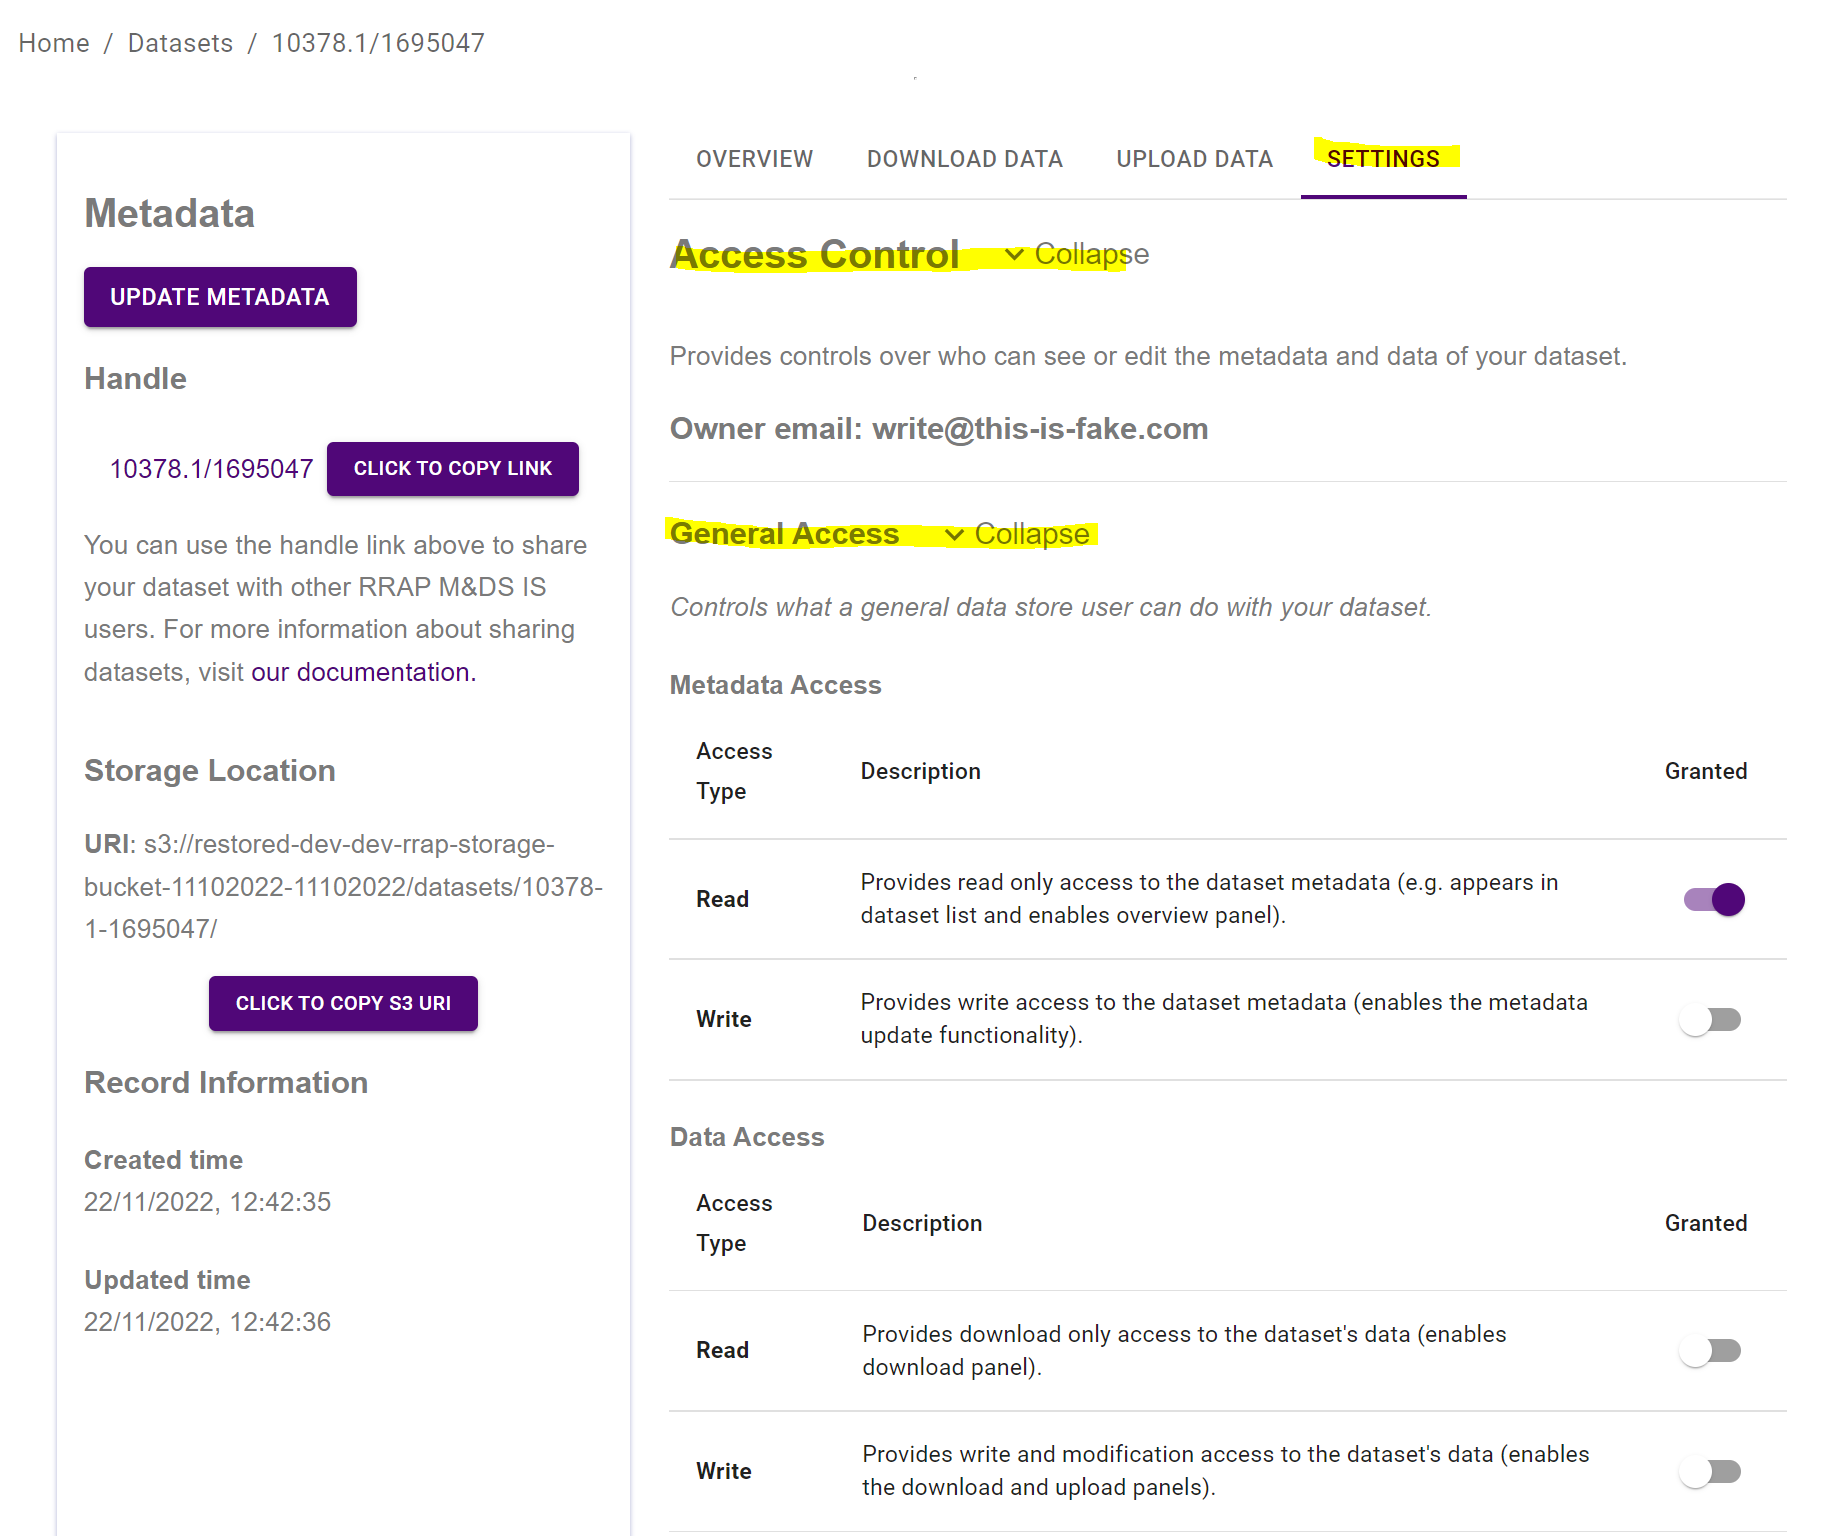 Home / Datasets / 10378.1/1695047
Metadata
UPDATE METADATA
Handle
10378.1/1695047 CLICK TO COPY LINK
You can use the handle link above to share
your dataset with other RRAP M&DS IS
users. For more information about sharing
datasets, visit our documentation.
Storage Location
URI: s3://restored-dev-dev-rrap-storage-
bucket-11102022-11102022/datasets/10378-
1-1695047/
CLICK TO COPY S3 URI
Record Information
Created time
22/11/2022, 12:42:35
Updated time
22/11/2022, 12:42:36
OVERVIEW DOWNLOAD DATA UPLOAD DATA SETTINGS
Access Control Collapse
Provides controls over who can see or edit the metadata and data of your dataset.
Owner email: write@this-is-fake.com
General Access Collapse
Controls what a general data store user can do with your dataset.
Metadata Access
Access
Type
Description
Granted
Read
Provides read only access to the dataset metadata (e.g. appears in
dataset list and enables overview panel).
Write
Provides write access to the dataset metadata (enables the metadata
update functionality).
Data Access
Access
Type
Description
Granted
Read
Provides download only access to the dataset's data (enables
download panel).
Write
Provides write and modification access to the dataset's data (enables
the download and upload panels).